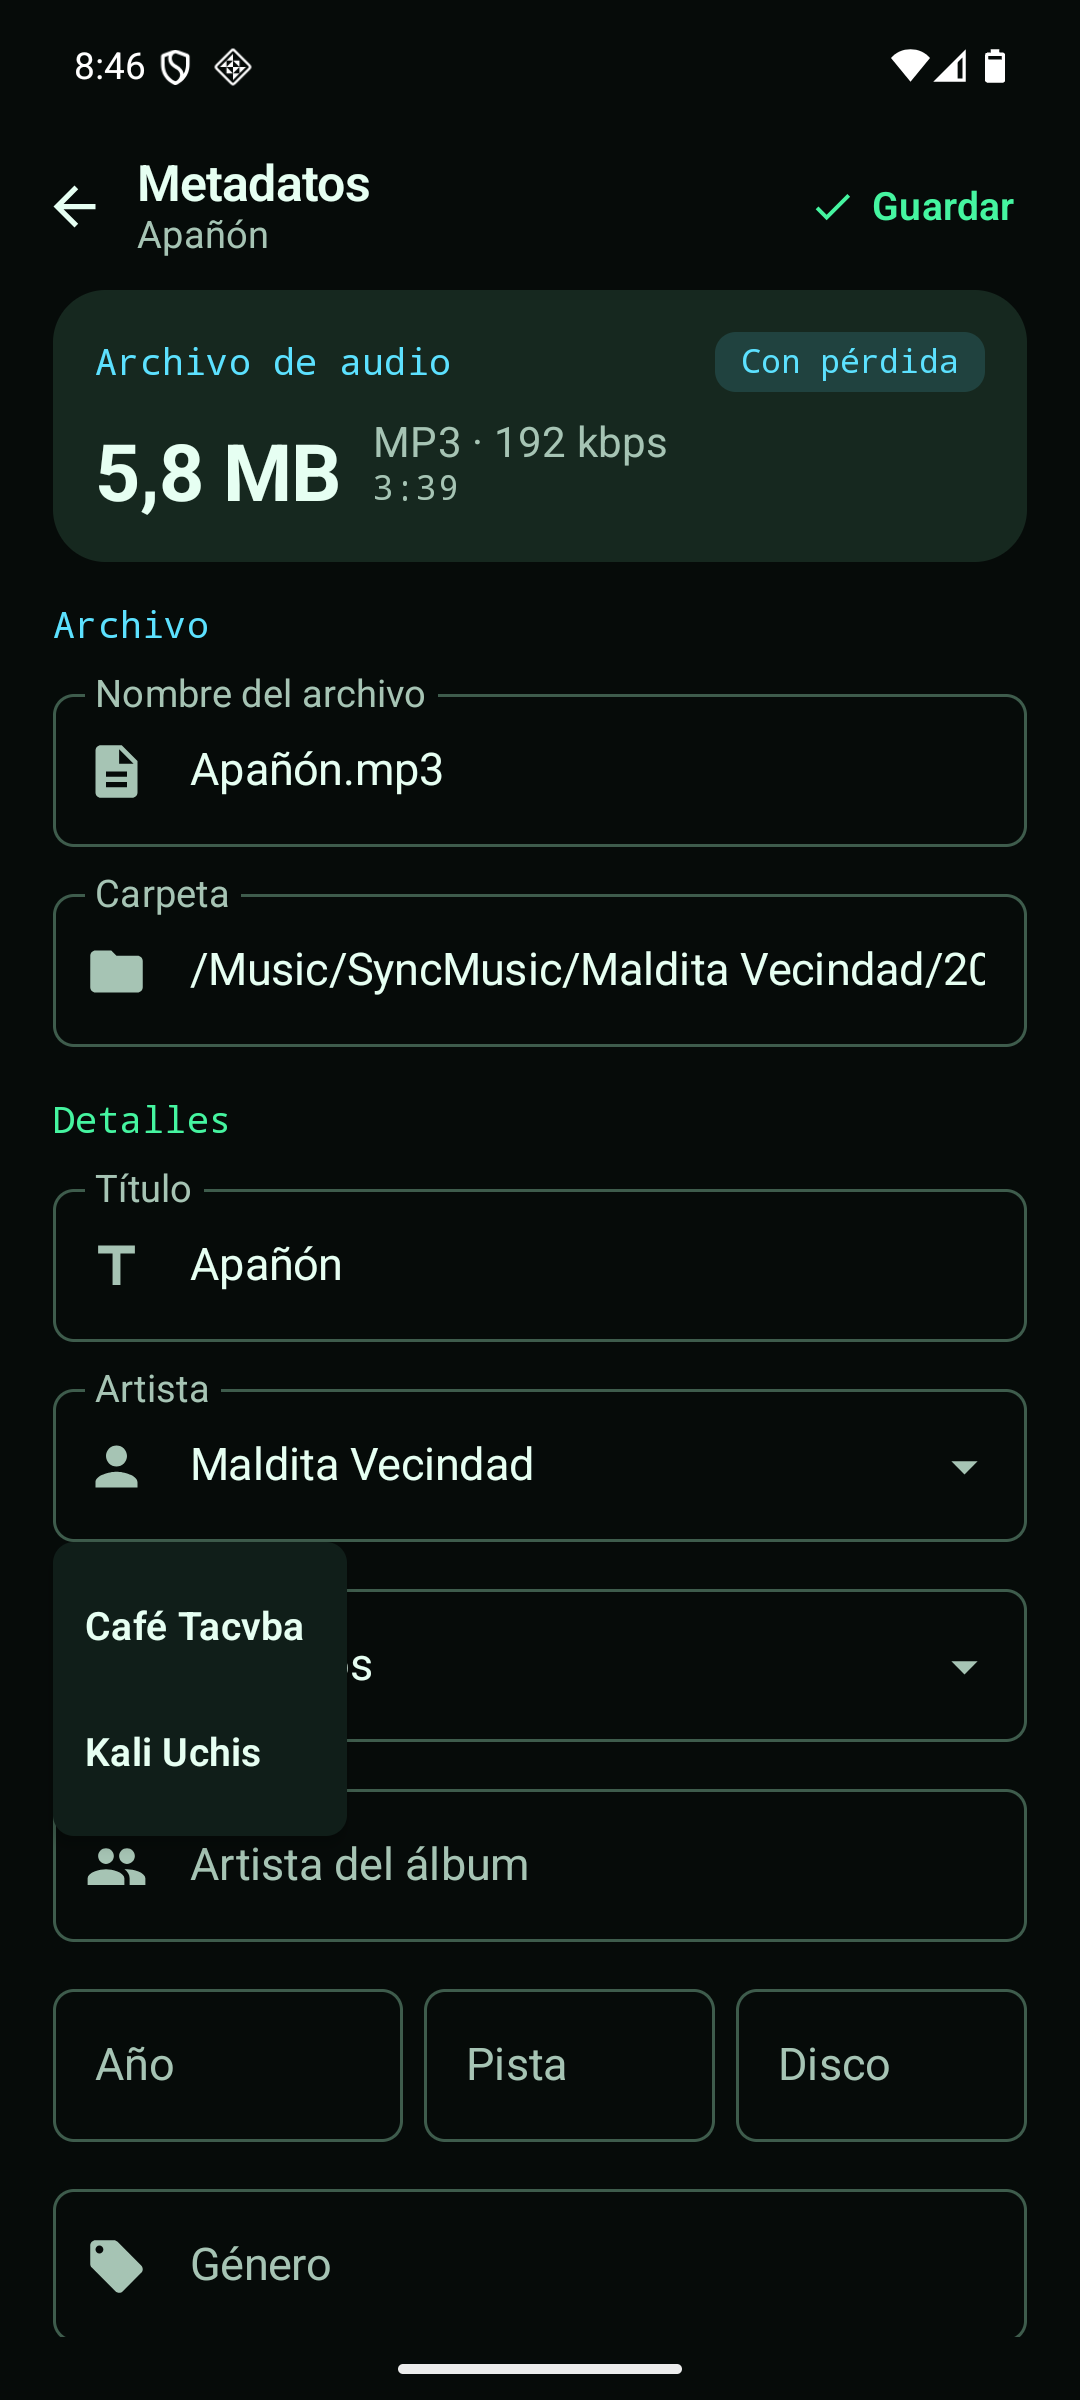 8:46
Metadatos
Apañón
Guardar
Archivo de audio
Con pérdida
5,8 MB
MP3 · 192 kbps
3:39
Archivo
Nombre del archivo
Apañón.mp3
Carpeta
/Music/SyncMusic/Maldita Vecindad/20
Detalles
Título
Apañón
Artista
Maldita Vecindad
Café Tacvba
Kali Uchis
Artista del álbum
Año
Pista
Disco
Género